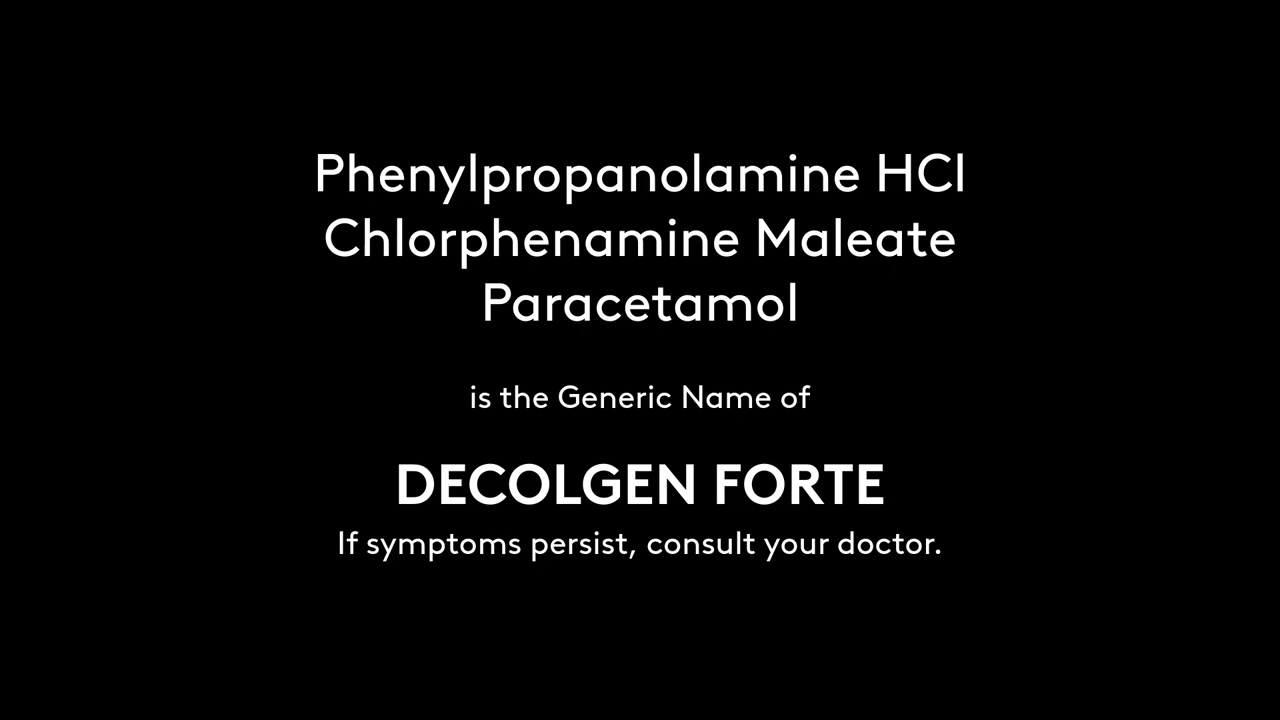 Phenylpropanolamine HCl
Chlorphenamine Maleate
Paracetamol
is the Generic Name of
DECOLGEN FORTE
If symptoms persist, consult your doctor.